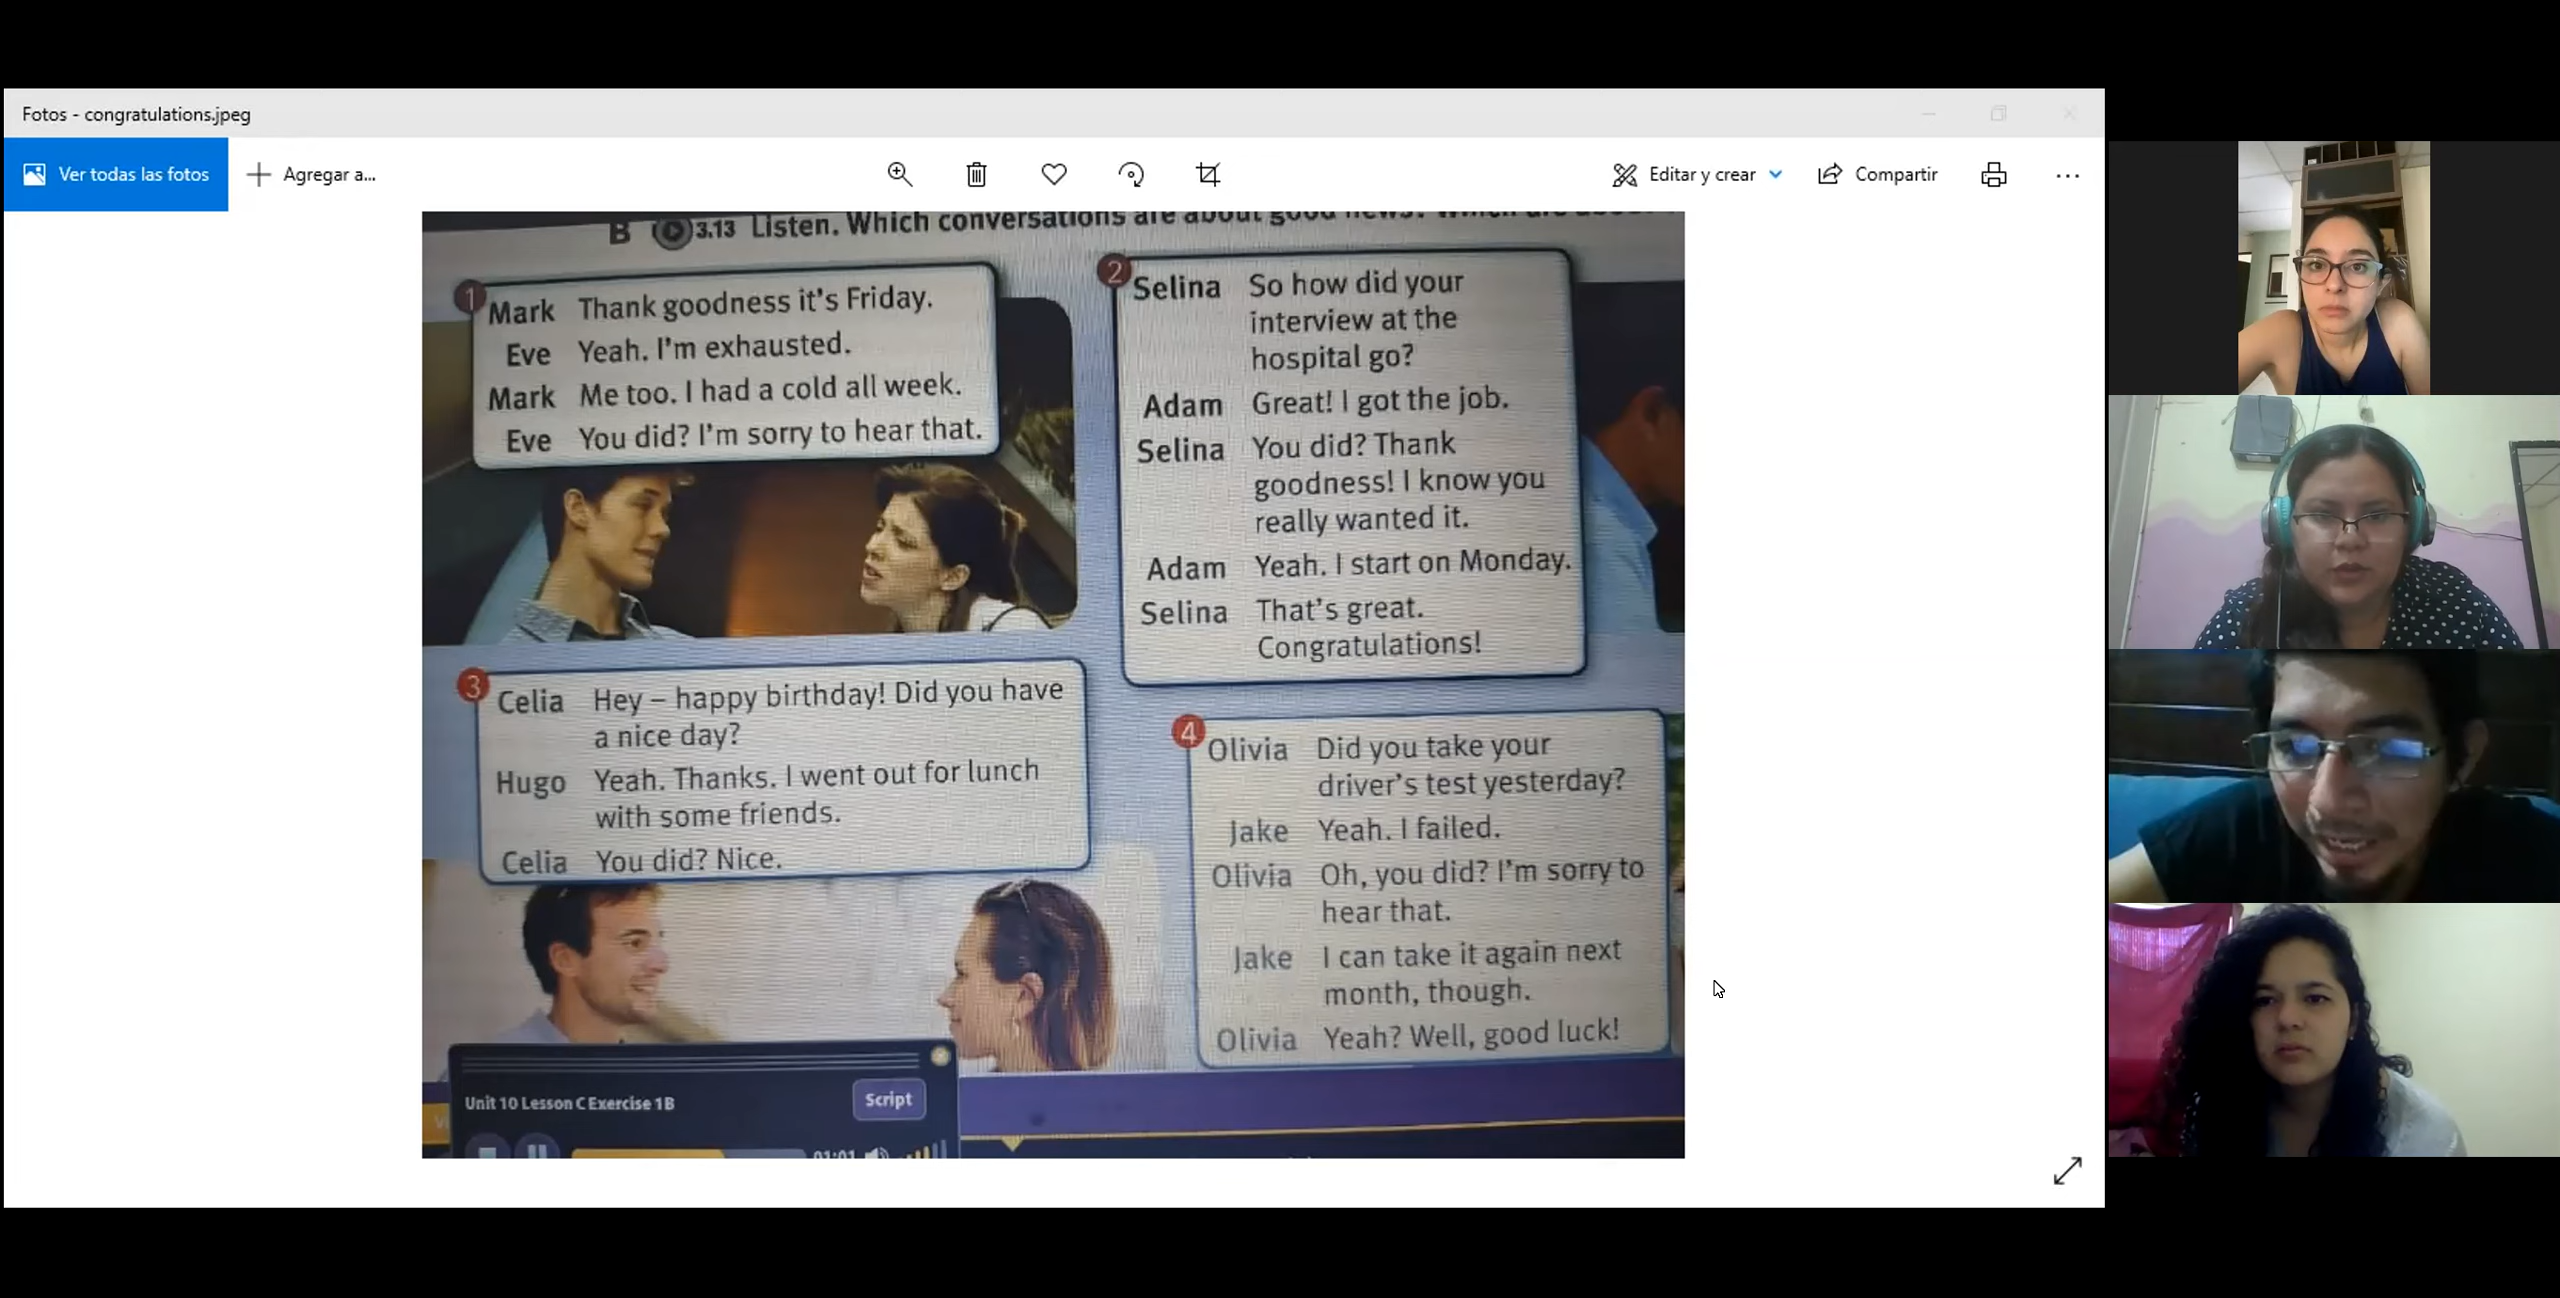 Fotos - congratulations.jpeg
Ver todas las fotos
Agregar a...
Editar y crear
Compartir
B 3.13 Listen. Which conversations are about good news? Which are
1
Mark Thank goodness it's Friday.
Eve Yeah. I'm exhausted.
Mark Me too. I had a cold all week.
Eve You did? I'm sorry to hear that.
2
Selina So how did your
interview at the
hospital go?
Adam Great! I got the job.
Selina You did? Thank
goodness! I know you
really wanted it.
Adam Yeah. I start on Monday.
Selina That's great.
Congratulations!
3
Celia Hey – happy birthday! Did you have
a nice day?
Hugo Yeah. Thanks. I went out for lunch
with some friends.
Celia You did? Nice.
4
Olivia Did you take your
driver's test yesterday?
Jake Yeah. I failed.
Olivia Oh, you did? I'm sorry to
hear that.
Jake I can take it again next
month, though.
Olivia Yeah? Well, good luck!
Unit 10 Lesson C Exercise 1B
Script
01:01